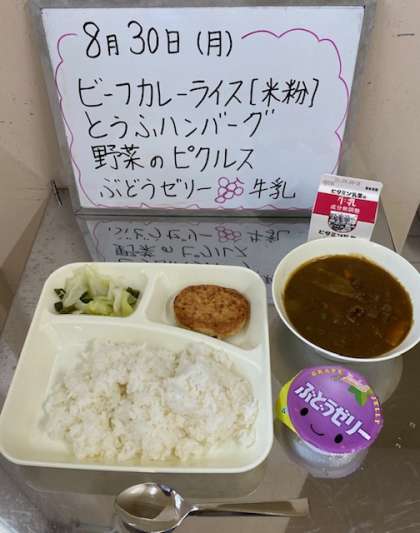 8月30日(月)
ビーフカレーライス[米粉]
とうふハンバーグ
野菜のピクルス
ぶどうゼリー 牛乳
牛乳
ぶどうゼリー